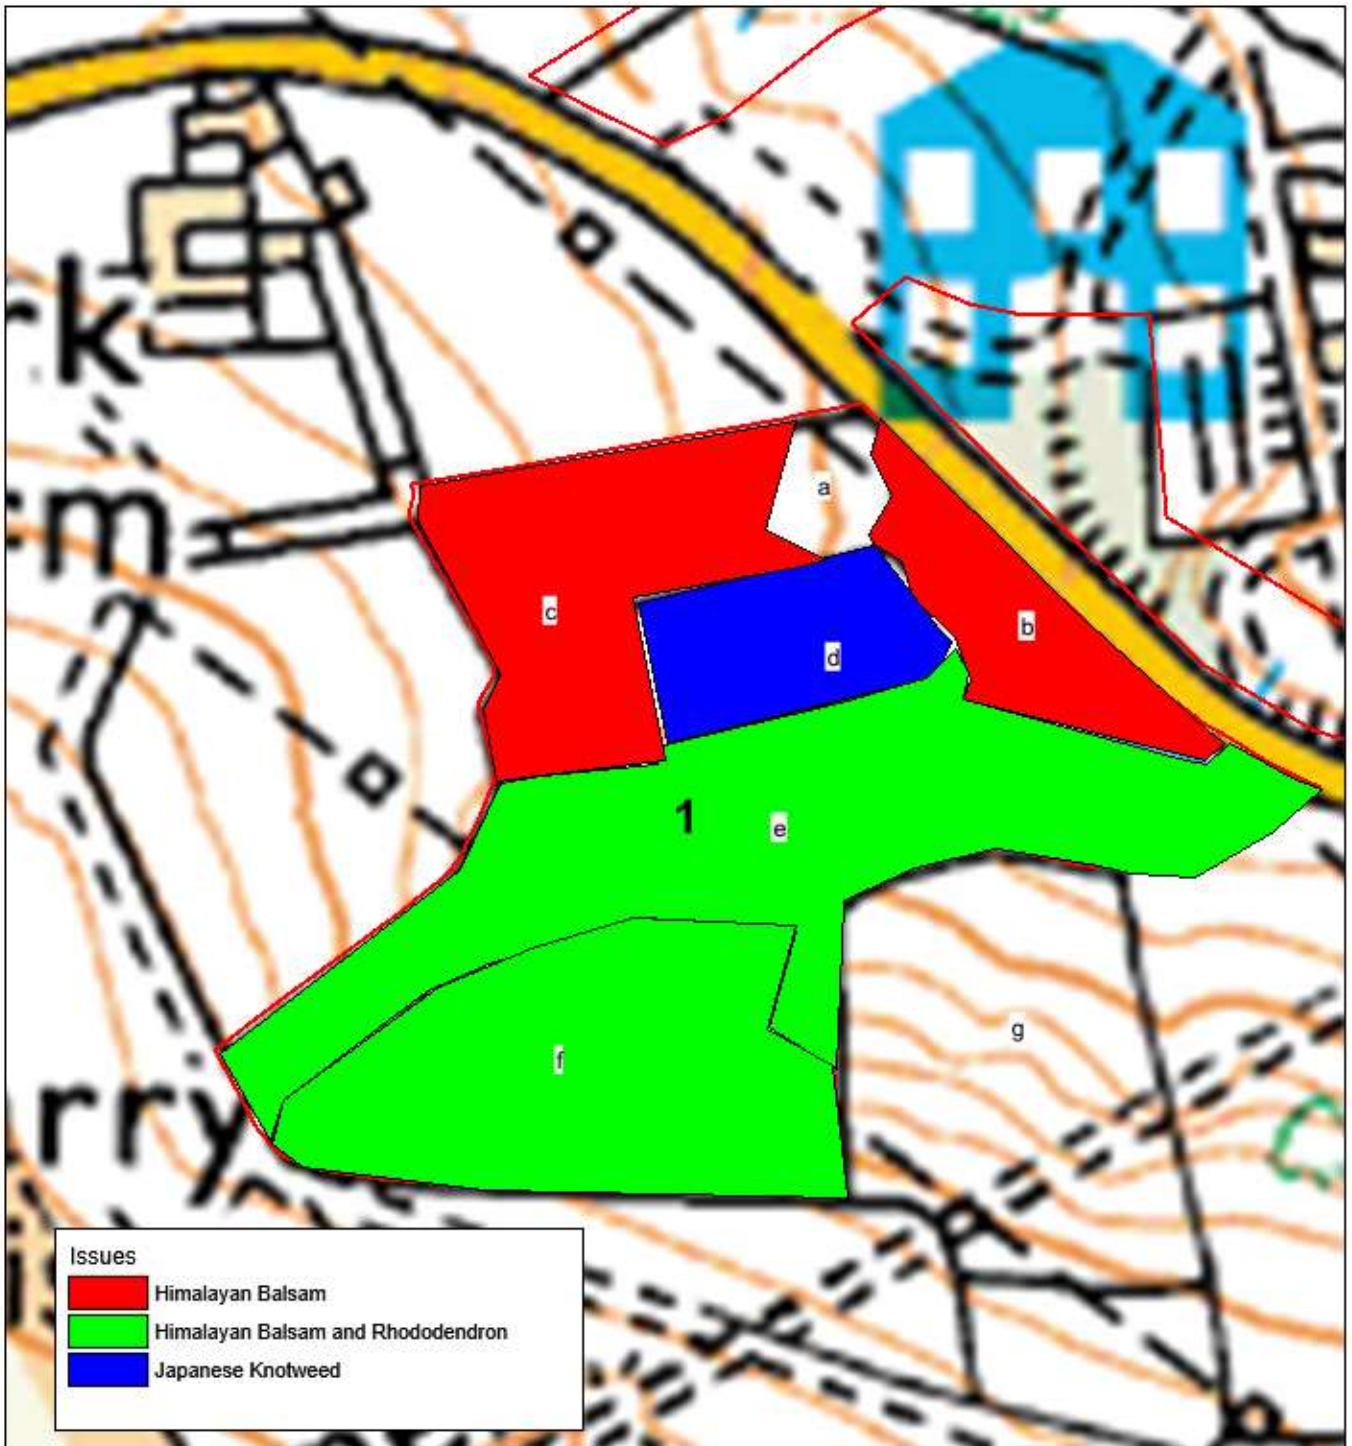 rk
a
c
b
m
d
1
e
f
g
rry
Issues
Himalayan Balsam
Himalayan Balsam and Rhododendron
Japanese Knotweed